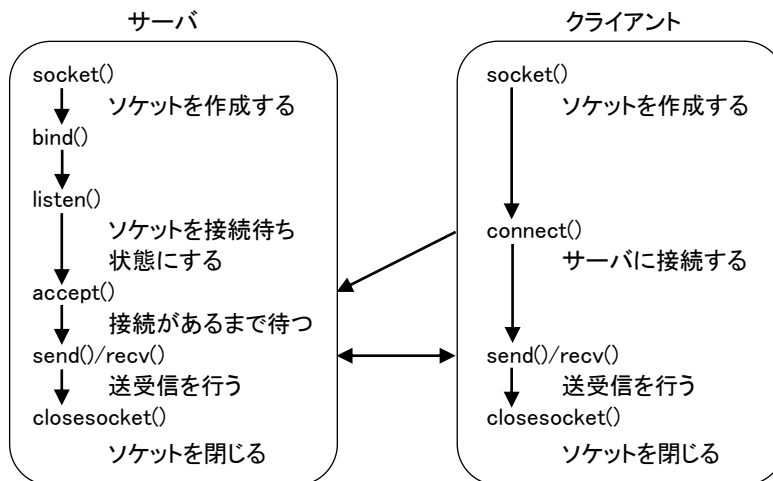 サーバ
socket()
ソケットを作成する
bind()
listen()
ソケットを接続待ち
状態にする
accept()
接続があるまで待つ
send()/recv()
送受信を行う
closesocket()
ソケットを閉じる
クライアント
socket()
ソケットを作成する
connect()
サーバに接続する
send()/recv()
送受信を行う
closesocket()
ソケットを閉じる